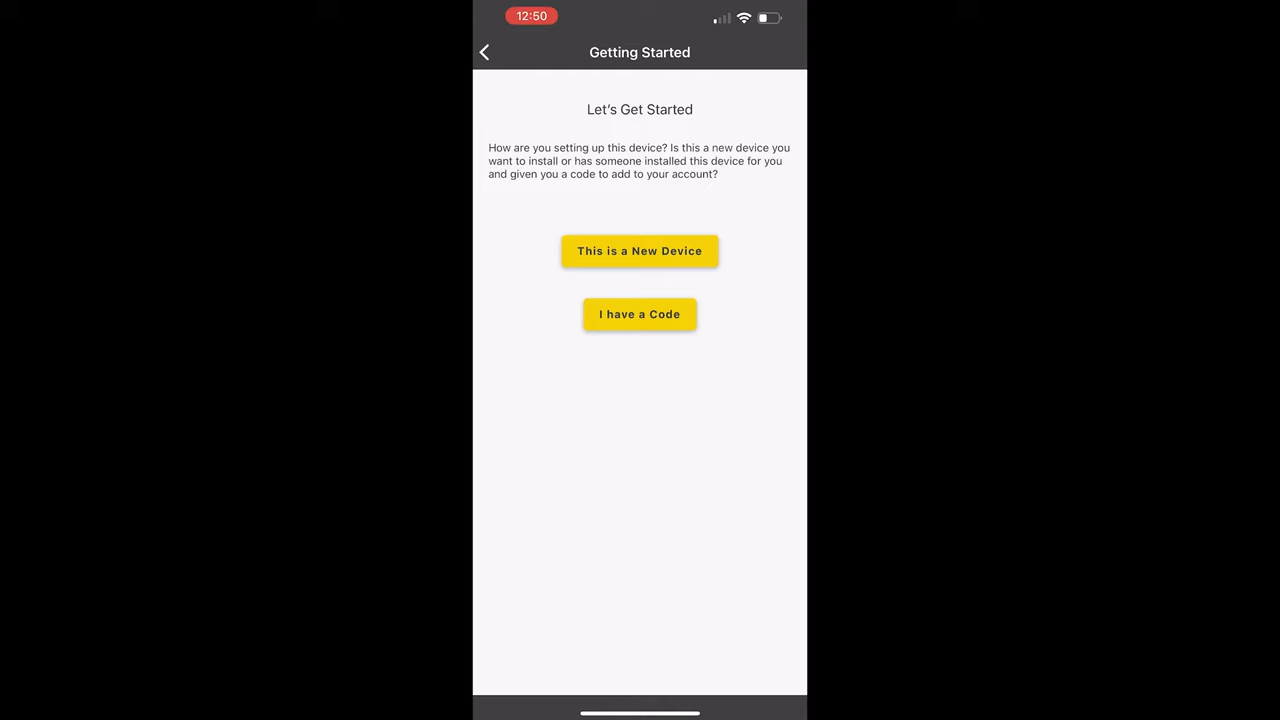 12:50
Getting Started
Let's Get Started
How are you setting up this device? Is this a new device you
want to install or has someone installed this device for you
and given you a code to add to your account?
This is a New Device
I have a Code